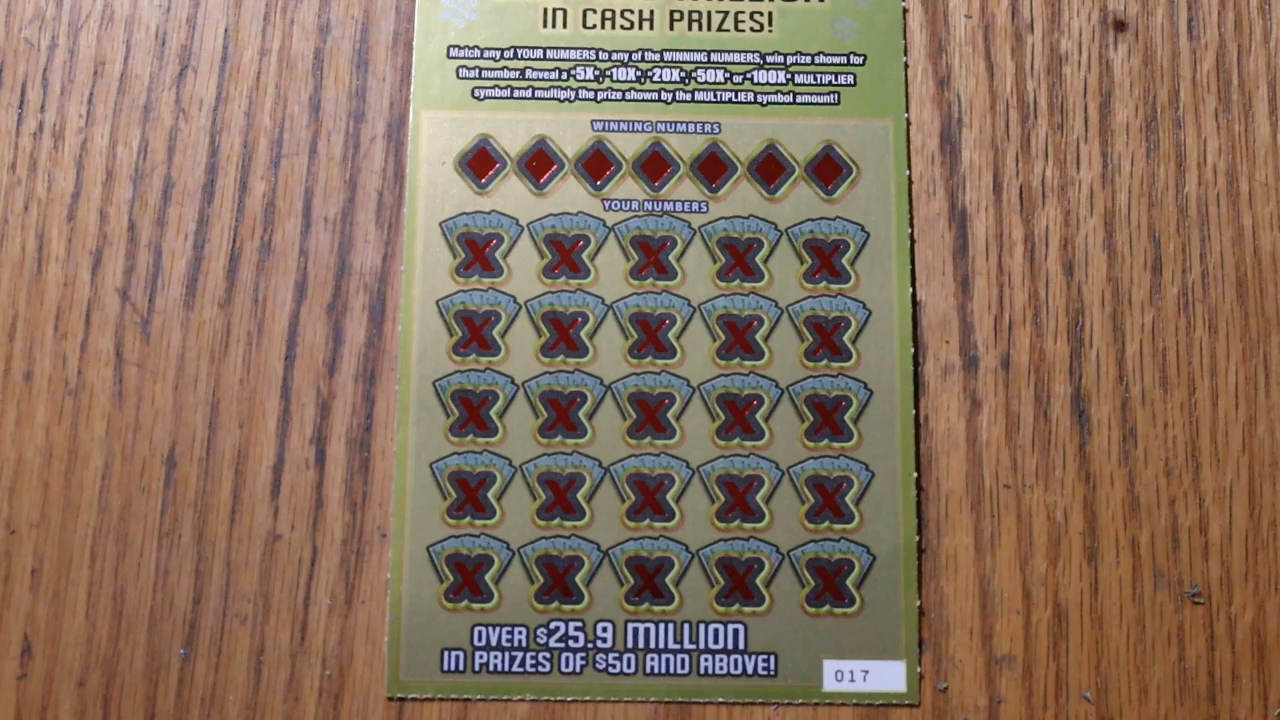 IN CASH PRIZES!
Match any of YOUR NUMBERS to any of the WINNING NUMBERS, win prize shown for
that number. Reveal a "5X", "10X", "20X", "50X" or "100X" MULTIPLIER
symbol and multiply the prize shown by the MULTIPLIER symbol amount!
WINNING NUMBERS
YOUR NUMBERS
X X X X X
X X X X X
X X X X X
X X X X X
X X X X X
OVER $25.9 MILLION
IN PRIZES OF $50 AND ABOVE!
017